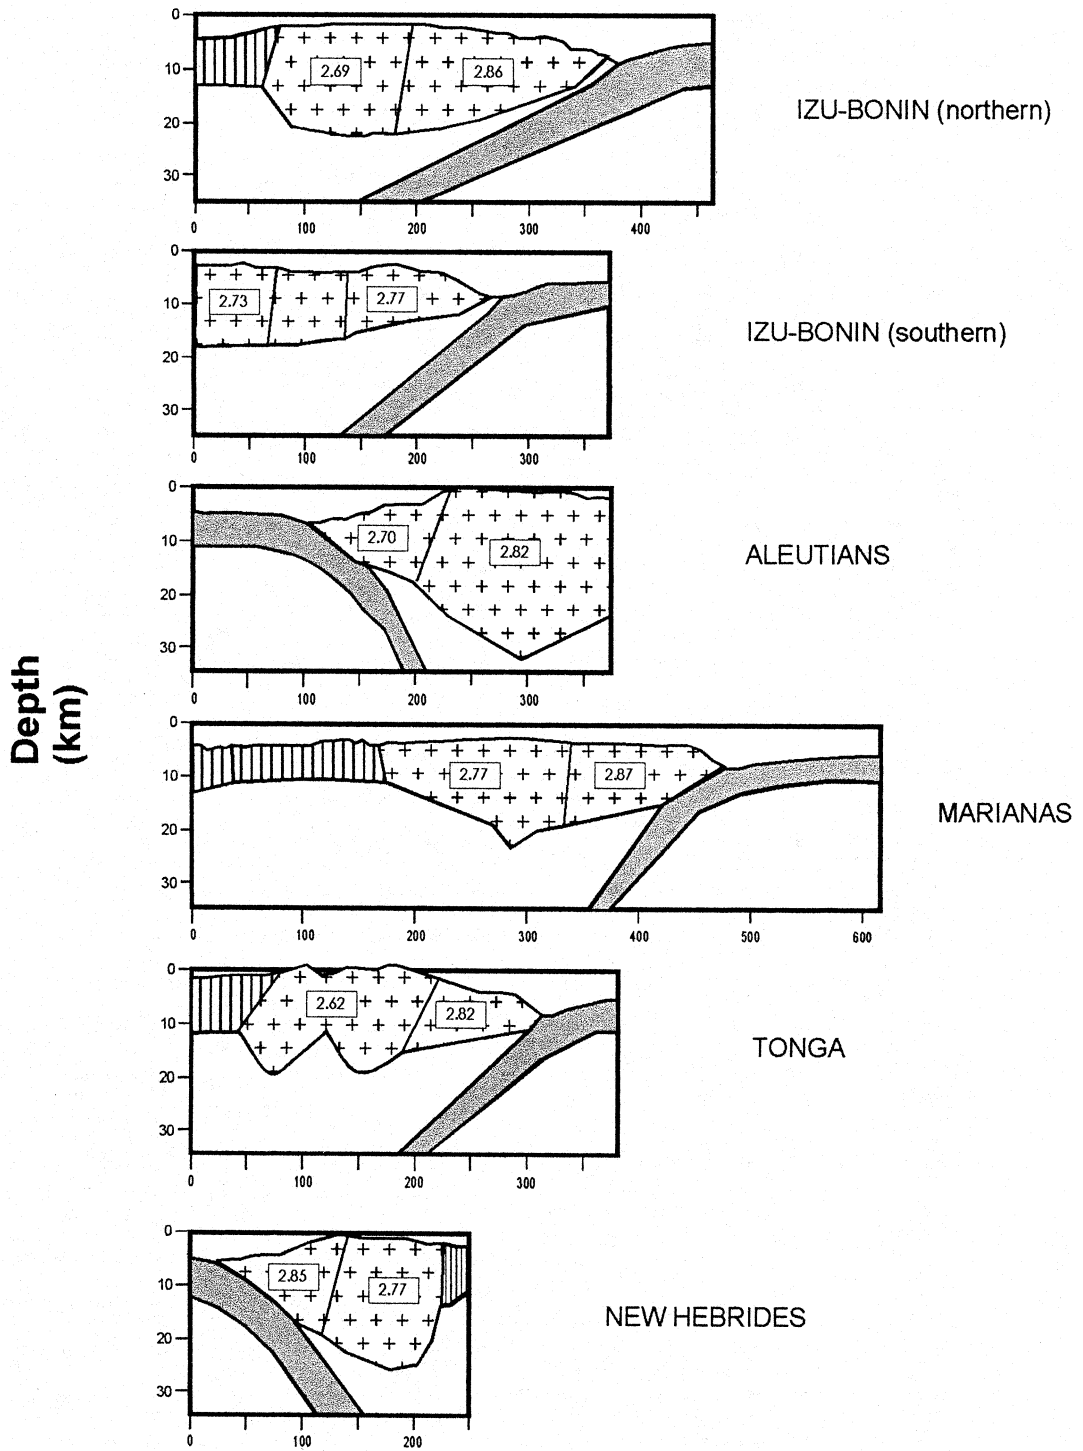 Depth
(km)
0
10
20
30
2.69
2.86
0 100 200 300 400
IZU-BONIN (northern)
0
10
20
30
2.73
2.77
0 100 200 300
IZU-BONIN (southern)
0
10
20
30
2.70
2.82
0 100 200 300
ALEUTIANS
0
10
20
30
2.77
2.87
0 100 200 300 400 500 600
MARIANAS
0
10
20
30
2.62
2.82
0 100 200 300
TONGA
0
10
20
30
2.85
2.77
0 100 200
NEW HEBRIDES